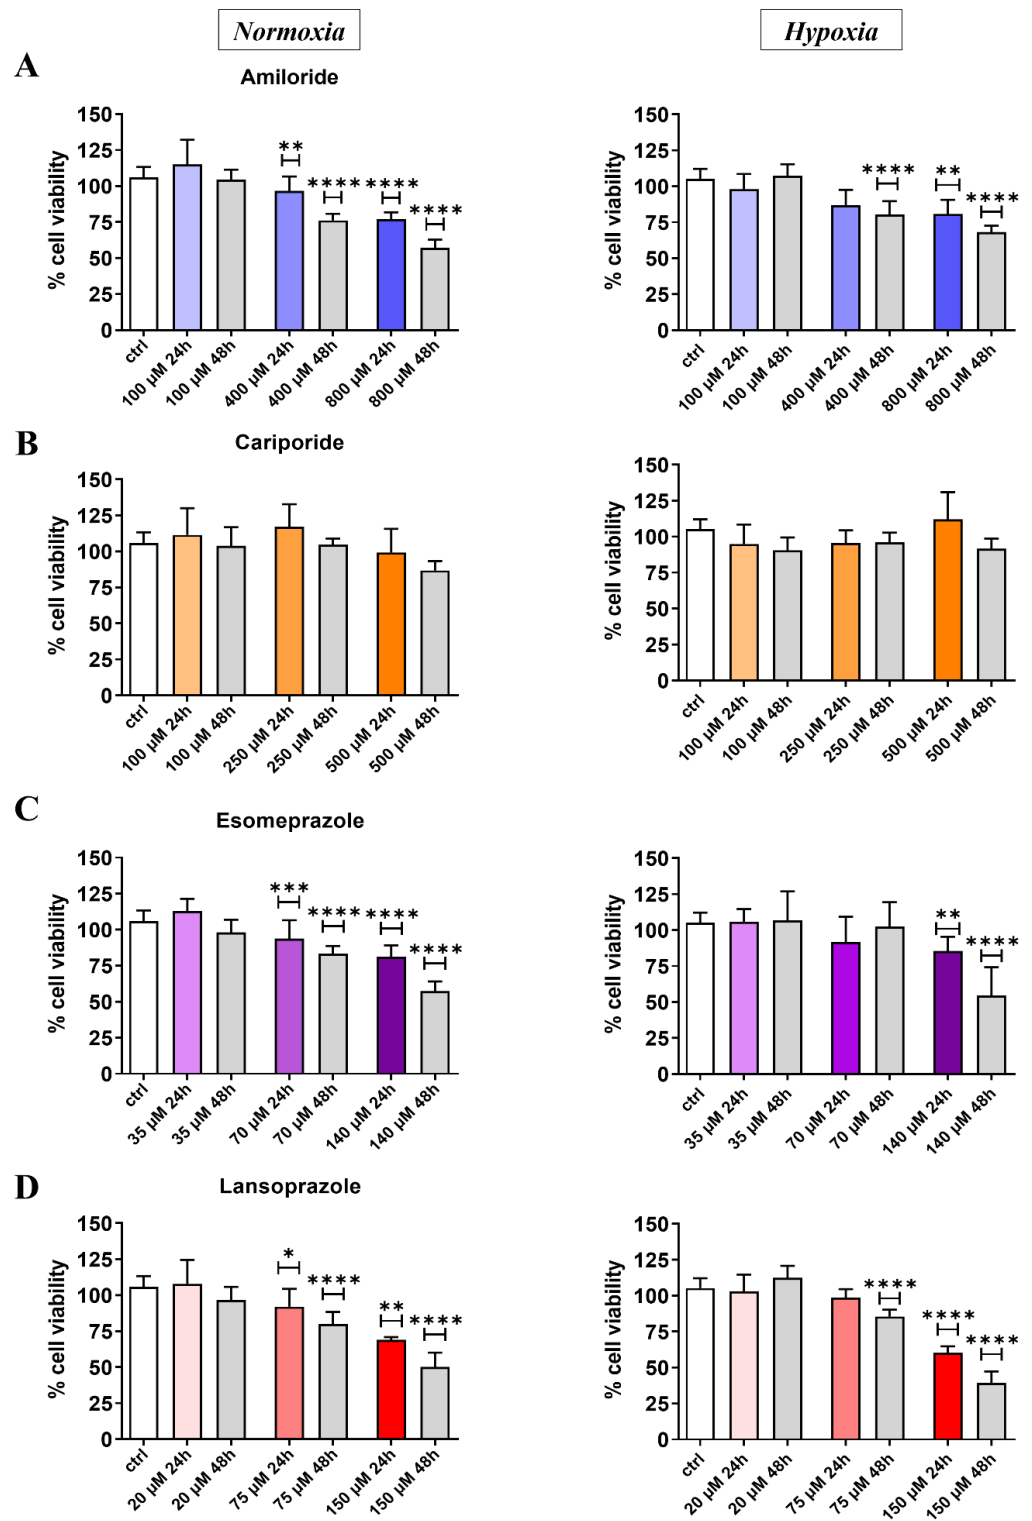 Normoxia
Hypoxia
A
Amiloride
% cell viability
150
125
100
75
50
25
0
**
****
****
****
ctrl
100 µM 24h
100 µM 48h
400 µM 24h
400 µM 48h
800 µM 24h
800 µM 48h
% cell viability
150
125
100
75
50
25
0
****
**
****
ctrl
100 µM 24h
100 µM 48h
400 µM 24h
400 µM 48h
800 µM 24h
800 µM 48h
B
Cariporide
% cell viability
150
125
100
75
50
25
0
ctrl
100 µM 24h
100 µM 48h
250 µM 24h
250 µM 48h
500 µM 24h
500 µM 48h
% cell viability
150
125
100
75
50
25
0
ctrl
100 µM 24h
100 µM 48h
250 µM 24h
250 µM 48h
500 µM 24h
500 µM 48h
C
Esomeprazole
% cell viability
150
125
100
75
50
25
0
***
****
****
****
ctrl
35 µM 24h
35 µM 48h
70 µM 24h
70 µM 48h
140 µM 24h
140 µM 48h
% cell viability
150
125
100
75
50
25
0
**
****
ctrl
35 µM 24h
35 µM 48h
70 µM 24h
70 µM 48h
140 µM 24h
140 µM 48h
D
Lansoprazole
% cell viability
150
125
100
75
50
25
0
*
****
**
****
ctrl
20 µM 24h
20 µM 48h
75 µM 24h
75 µM 48h
150 µM 24h
150 µM 48h
% cell viability
150
125
100
75
50
25
0
****
****
****
ctrl
20 µM 24h
20 µM 48h
75 µM 24h
75 µM 48h
150 µM 24h
150 µM 48h